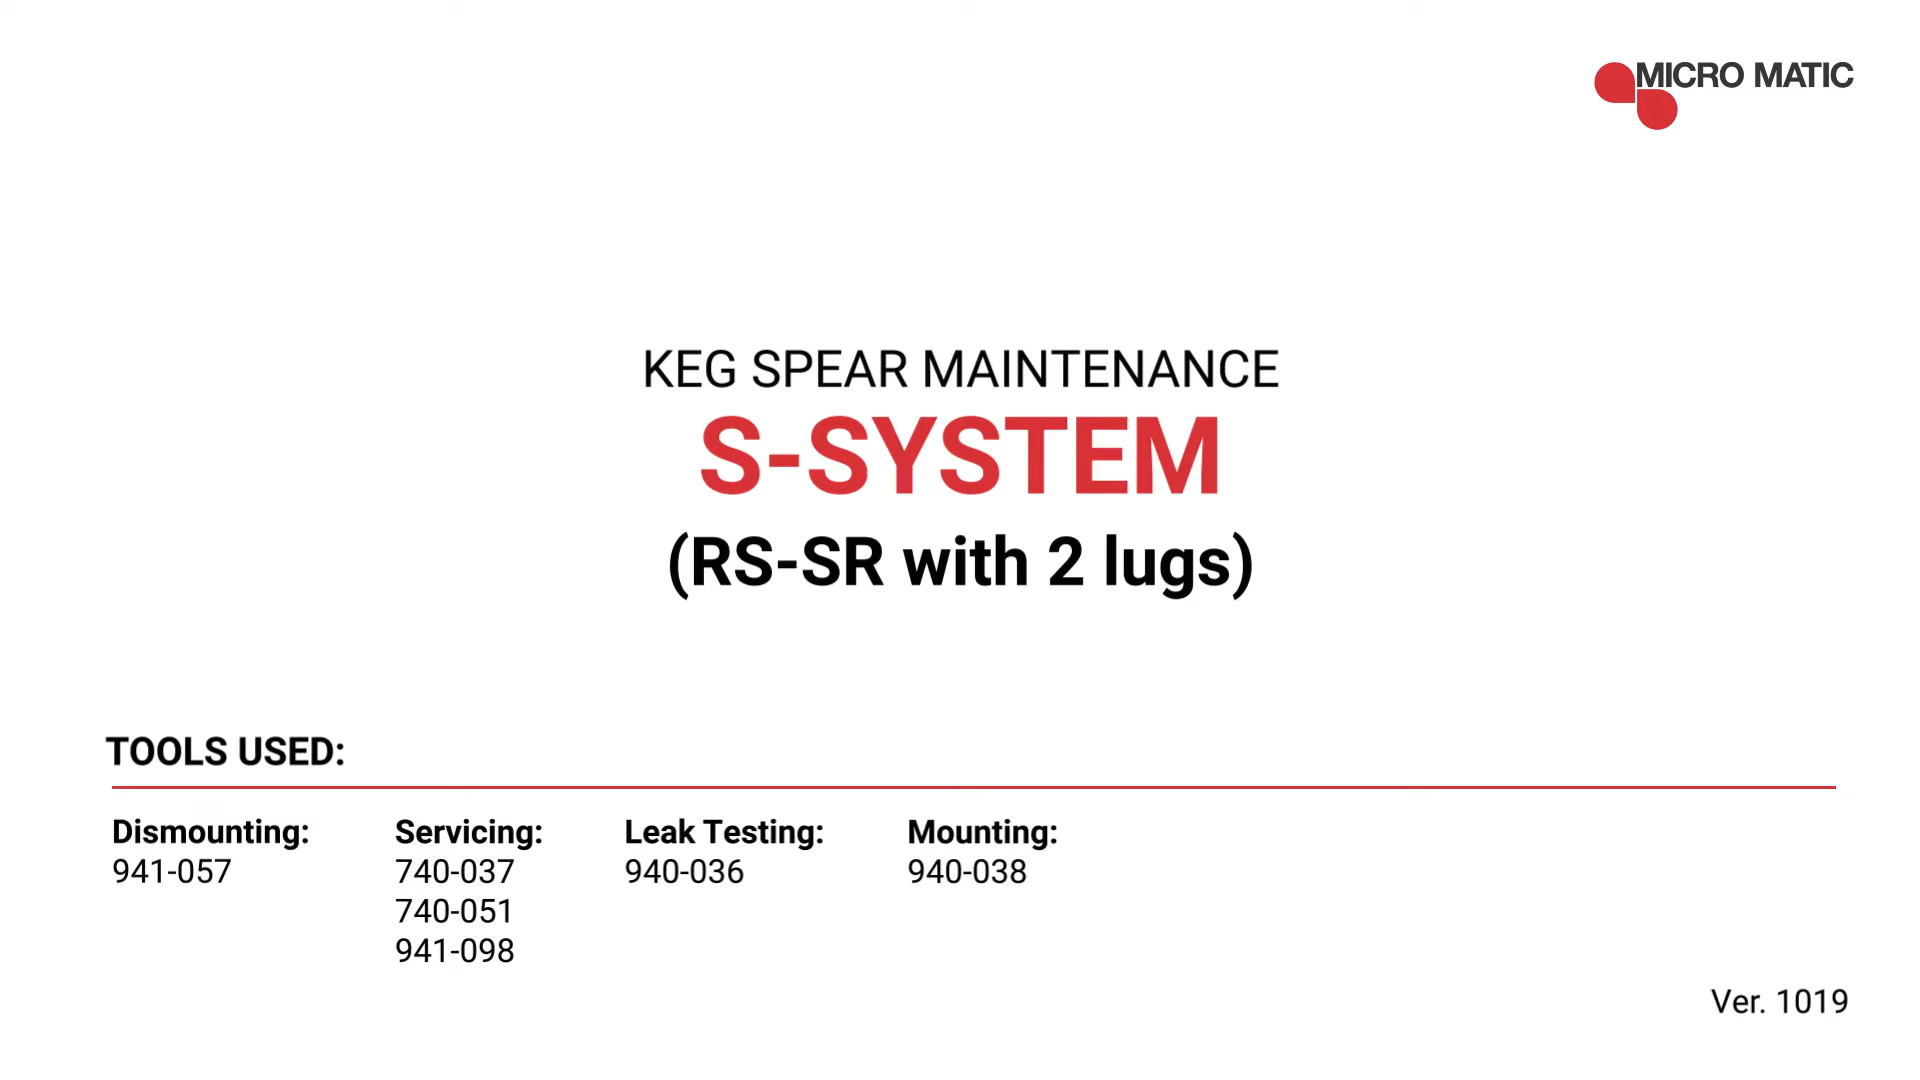 MICRO MATIC
KEG SPEAR MAINTENANCE
S-SYSTEM
(RS-SR with 2 lugs)
TOOLS USED:
Dismounting:
941-057
Servicing:
740-037
740-051
941-098
Leak Testing:
940-036
Mounting:
940-038
Ver. 1019